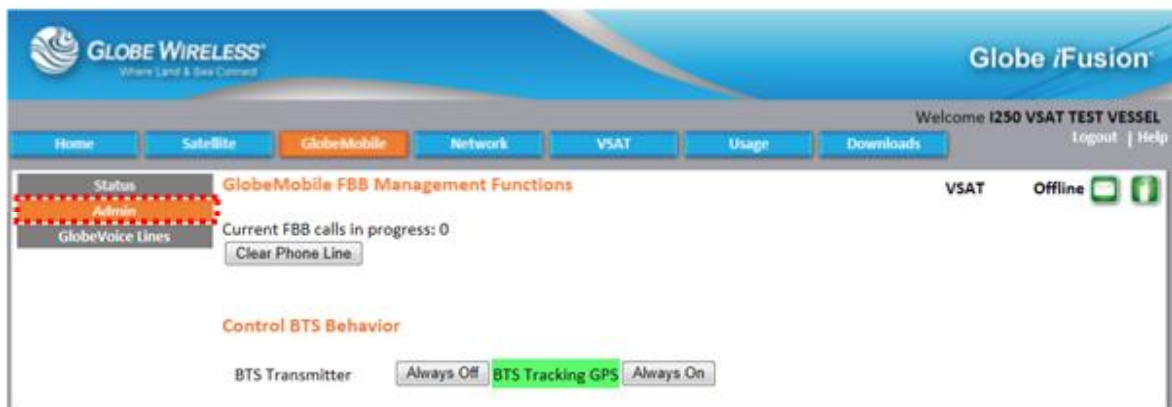 GLOBE WIRELESS
Where Land & Sea Connect
Globe iFusion
Welcome I250 VSAT TEST VESSEL
Logout | Help
Home Satellite GlobeMobile Network VSAT Usage Downloads
Status
Admin
GlobeVoice Lines
GlobeMobile FBB Management Functions
VSAT Offline
Current FBB calls in progress: 0
Clear Phone Line
Control BTS Behavior
BTS Transmitter Always Off BTS Tracking GPS Always On